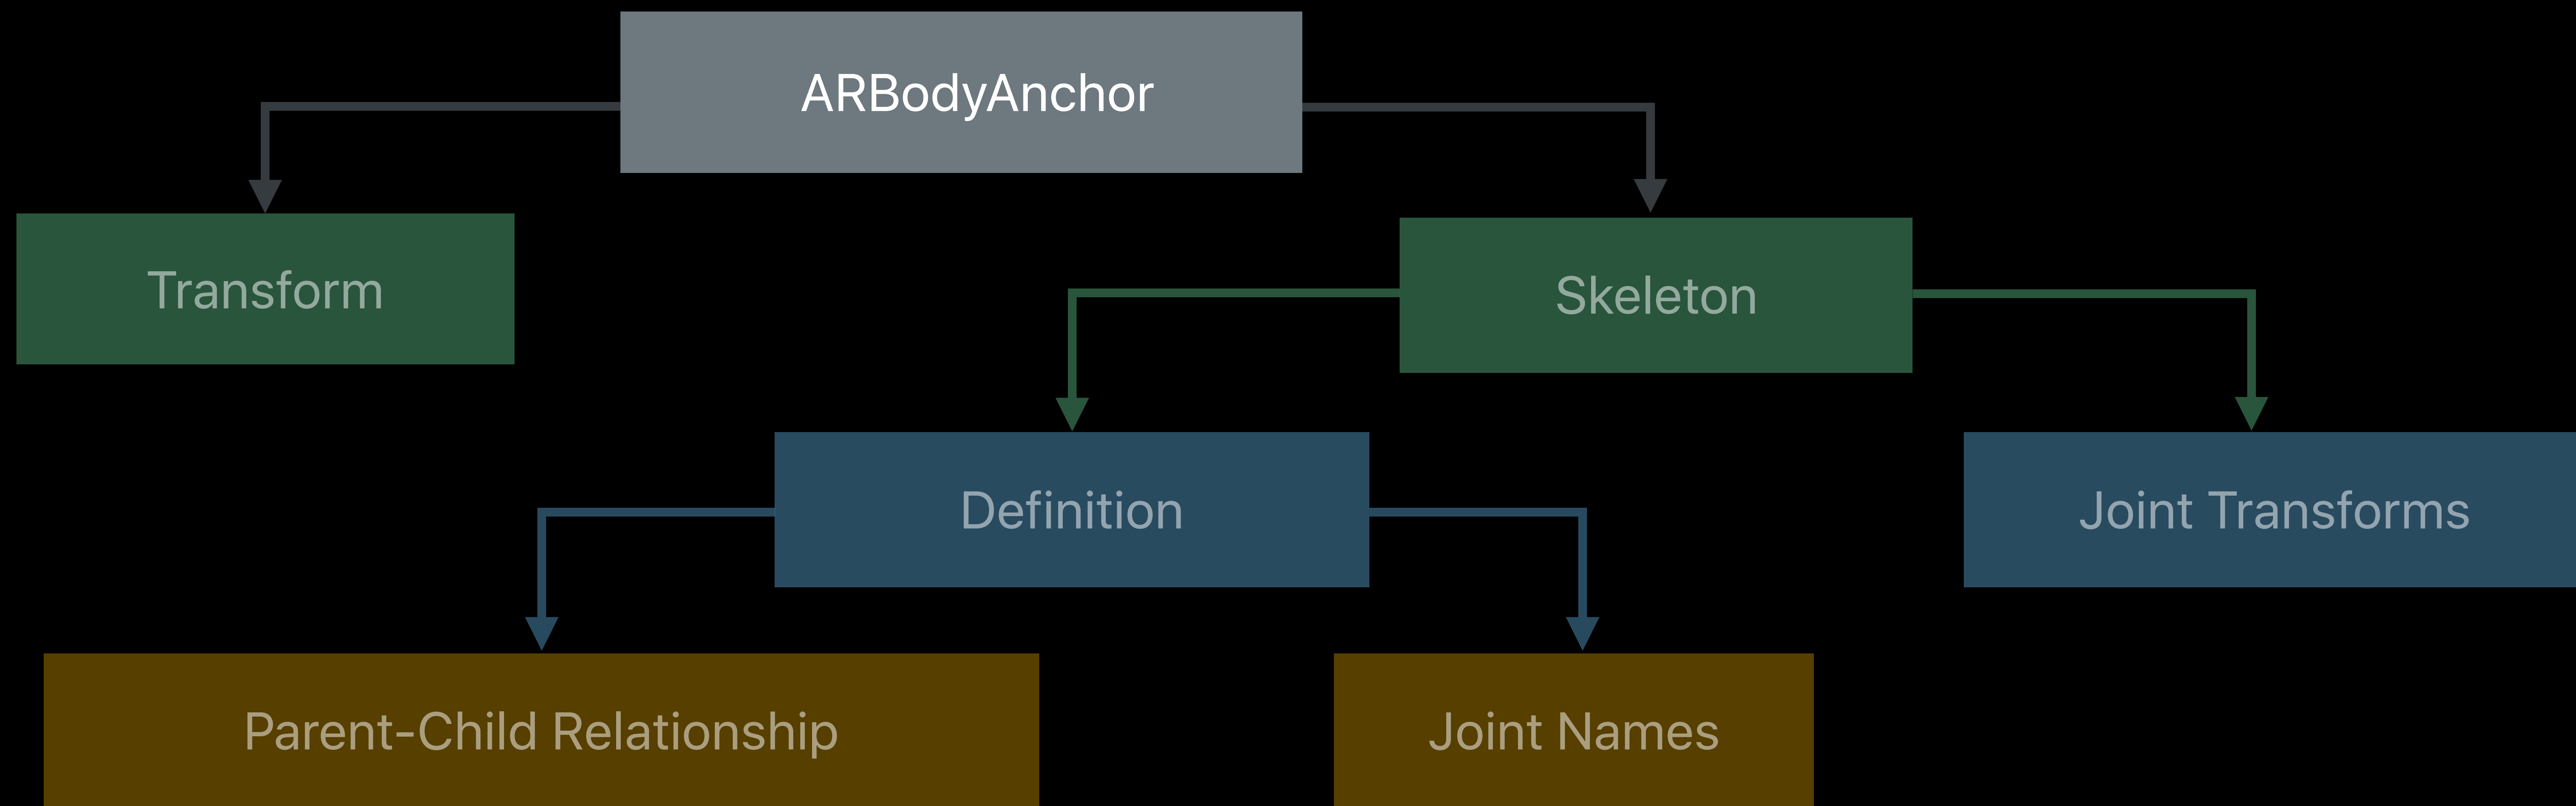 ARBodyAnchor
Transform
Skeleton
Definition
Joint Transforms
Parent-Child Relationship
Joint Names